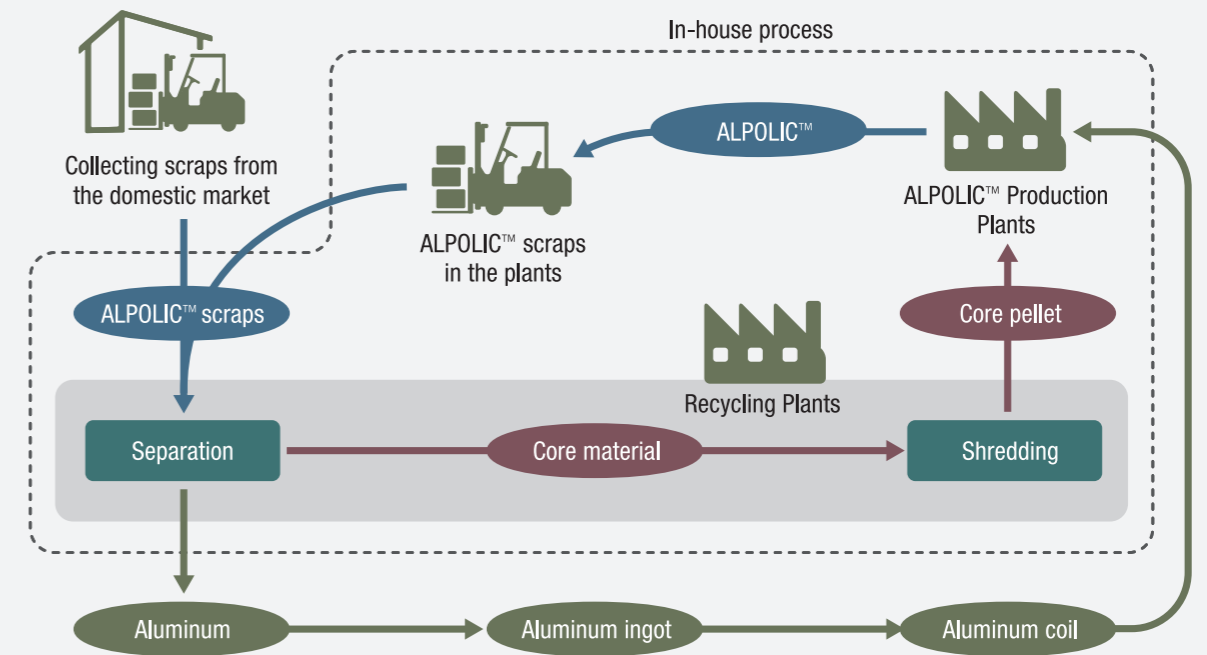 In-house process
Collecting scraps from
the domestic market
ALPOLIC™
ALPOLIC™ scraps
in the plants
ALPOLIC™ Production
Plants
ALPOLIC™ scraps
Core pellet
Recycling Plants
Separation
Core material
Shredding
Aluminum
Aluminum ingot
Aluminum coil